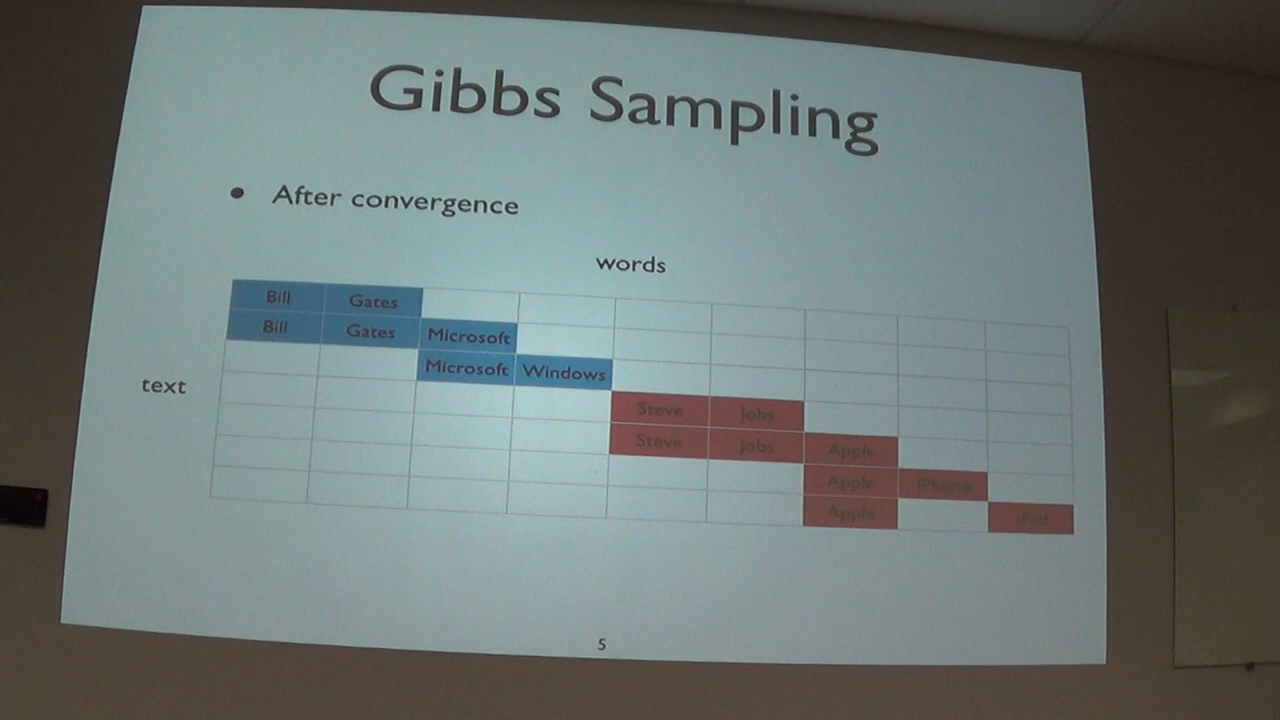 Gibbs Sampling
• After convergence
words
text
Bill Gates
Bill Gates Microsoft
Microsoft Windows
Steve Jobs
Steve Jobs Apple
Apple iPhone
Apple iPad
5